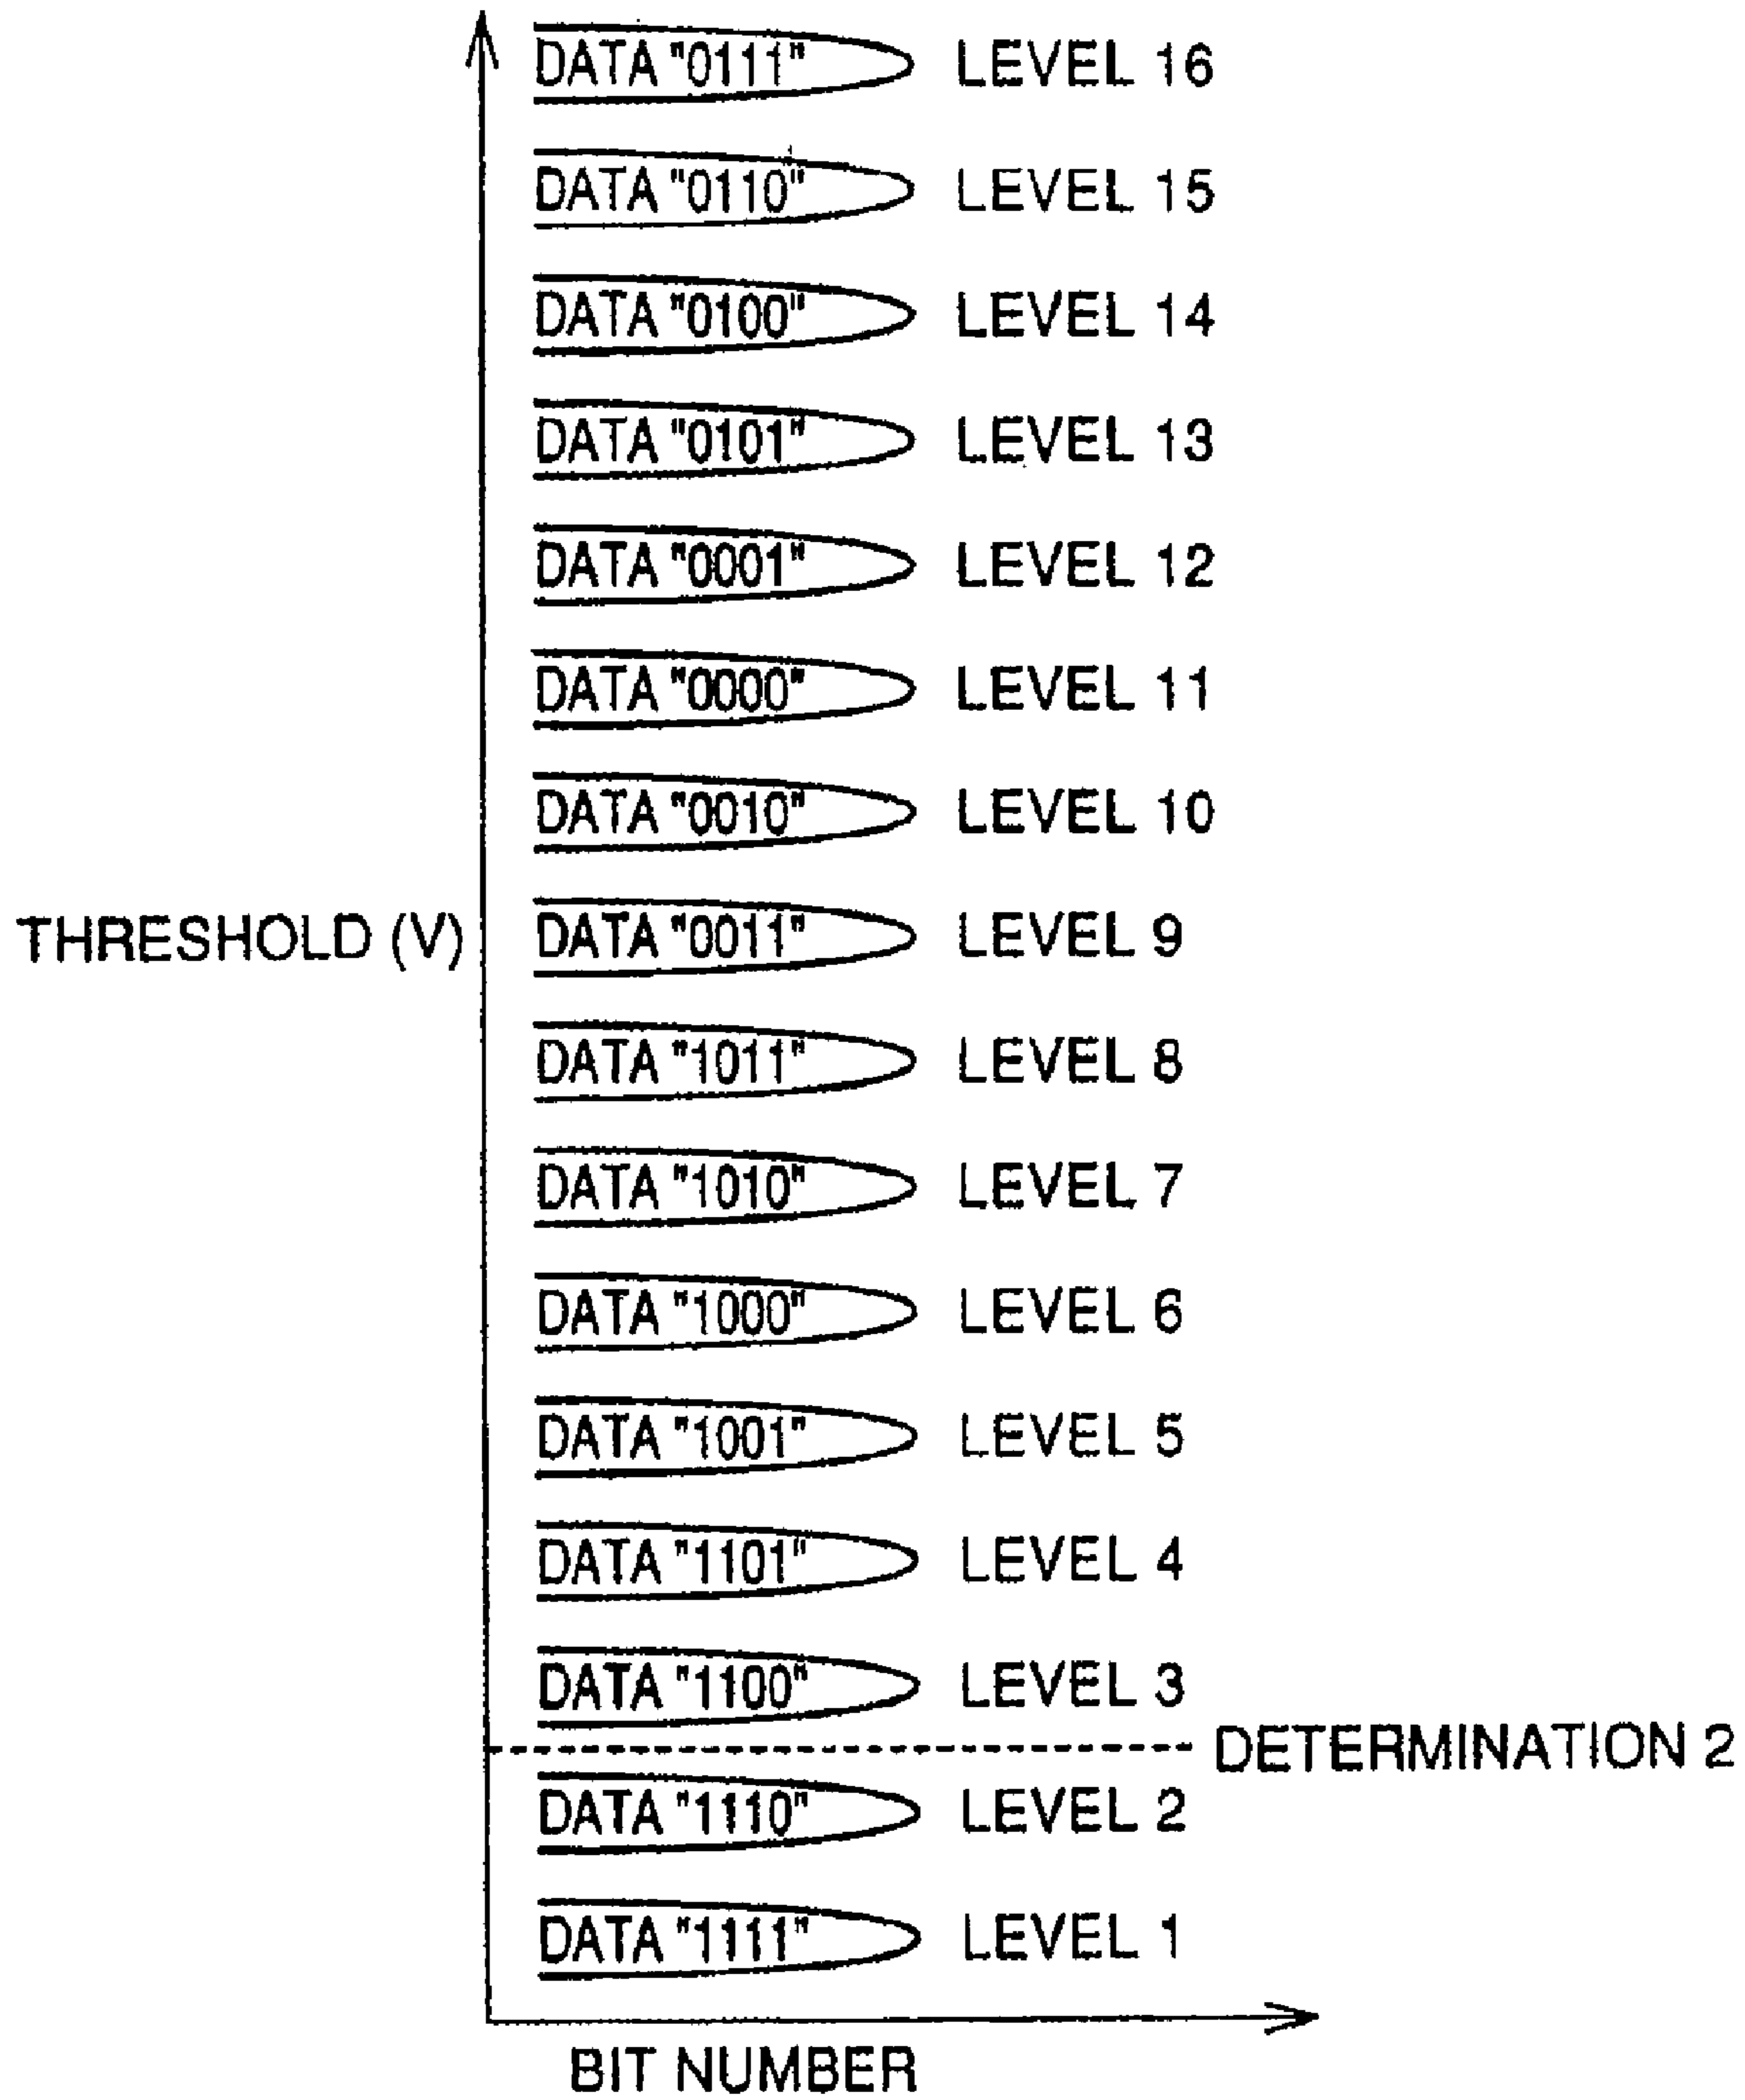 DATA "0111" LEVEL 16
DATA "0110" LEVEL 15
DATA "0100" LEVEL 14
DATA "0101" LEVEL 13
DATA "0001" LEVEL 12
DATA "0000" LEVEL 11
DATA "0010" LEVEL 10
THRESHOLD (V) DATA "0011" LEVEL 9
DATA "1011" LEVEL 8
DATA "1010" LEVEL 7
DATA "1000" LEVEL 6
DATA "1001" LEVEL 5
DATA "1101" LEVEL 4
DATA "1100" LEVEL 3
DETERMINATION 2
DATA "1110" LEVEL 2
DATA "1111" LEVEL 1
BIT NUMBER